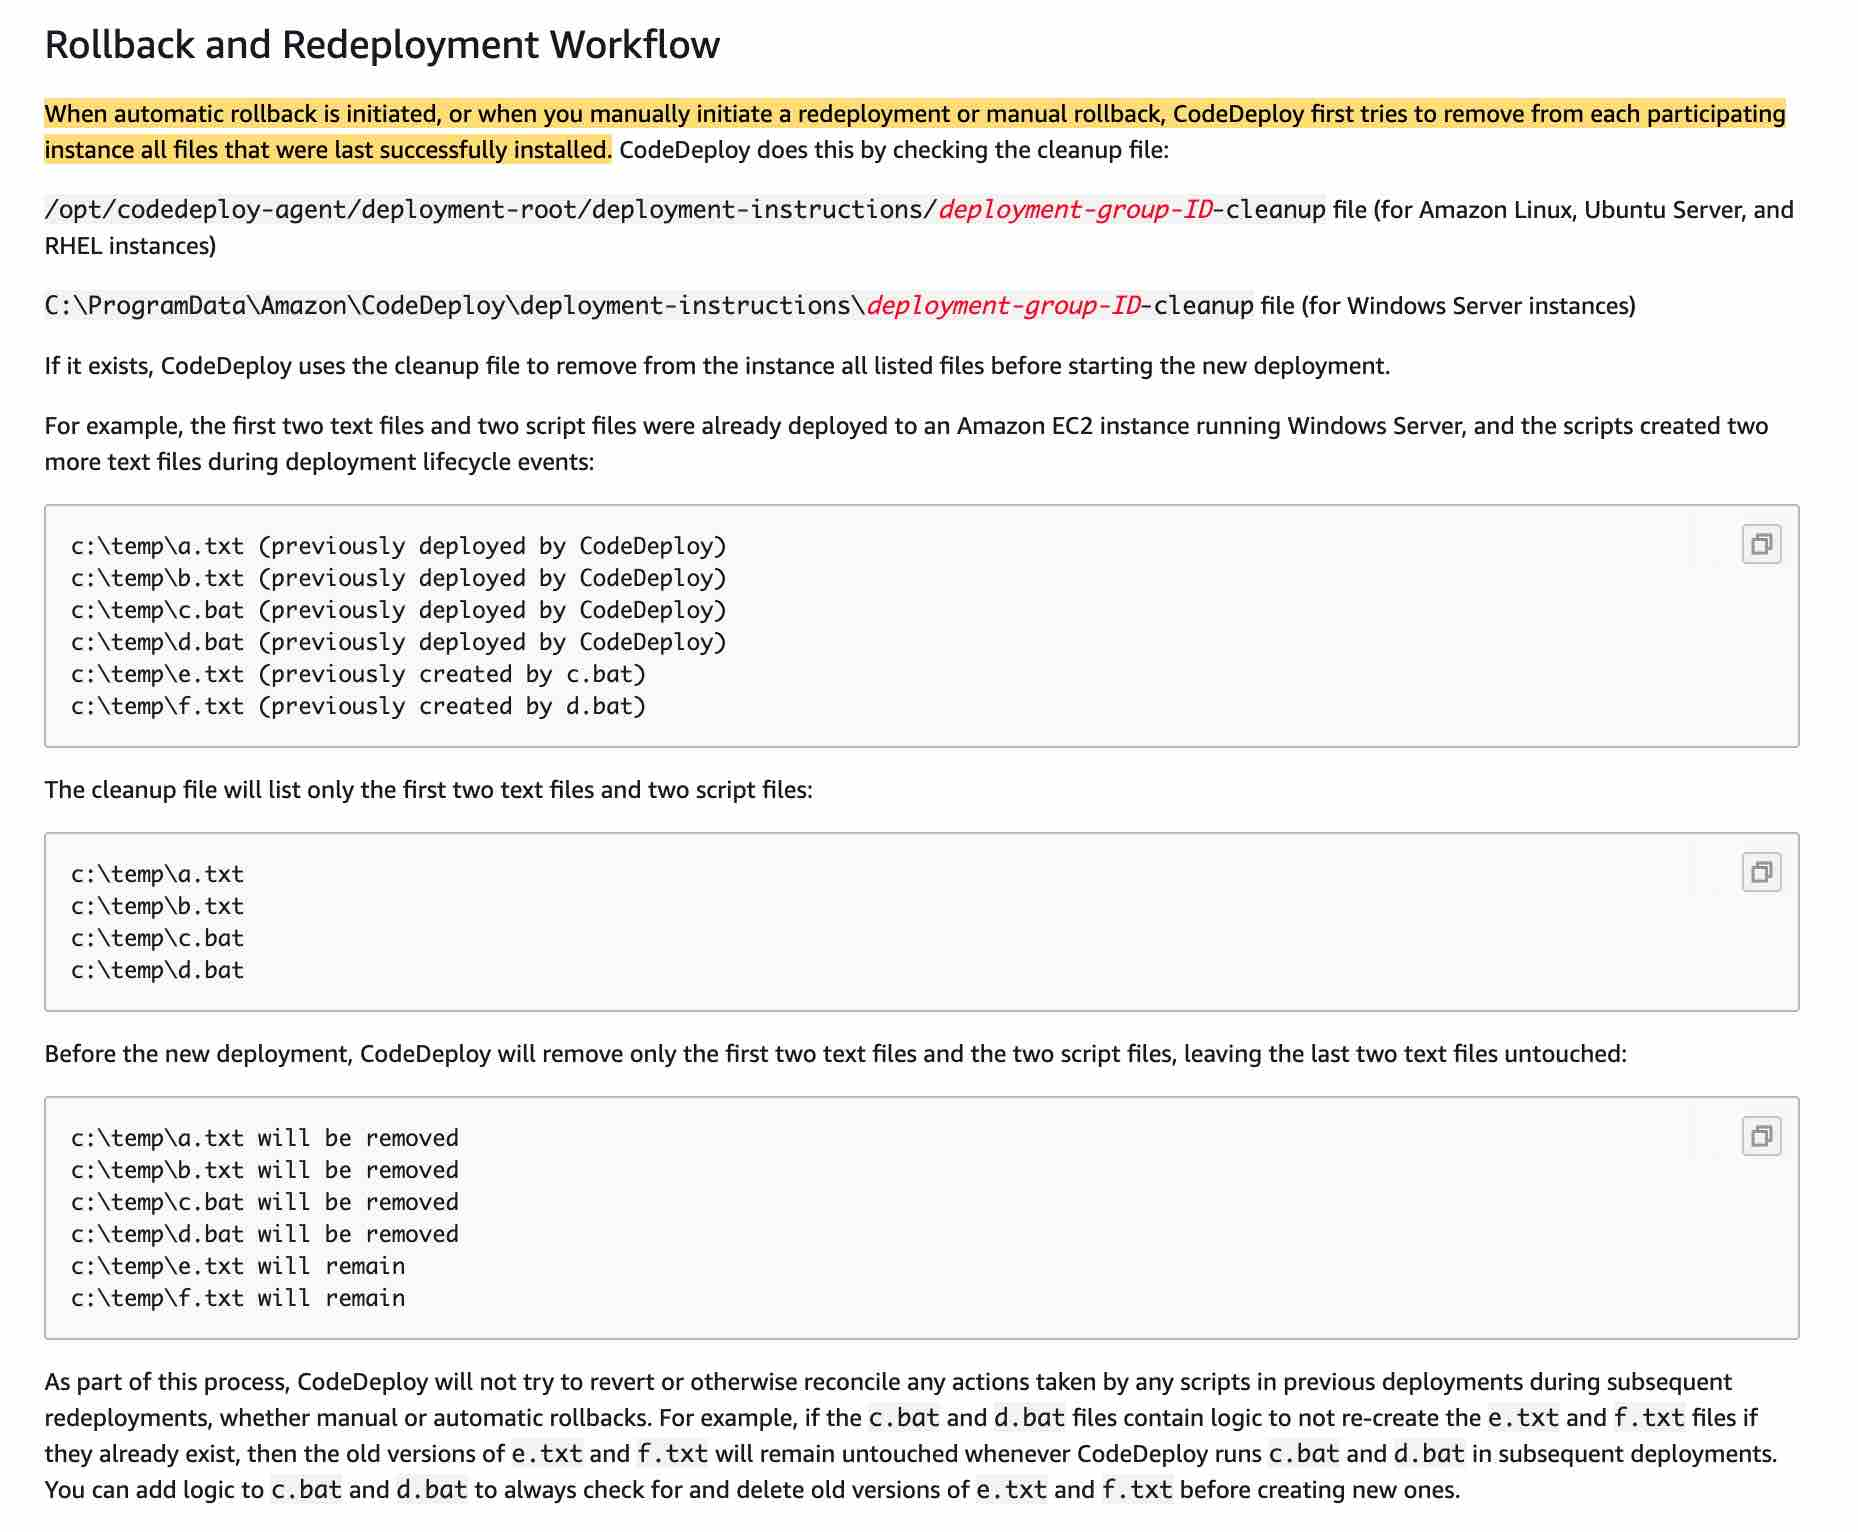 Rollback and Redeployment Workflow
When automatic rollback is initiated, or when you manually initiate a redeployment or manual rollback, CodeDeploy first tries to remove from each participating
instance all files that were last successfully installed. CodeDeploy does this by checking the cleanup file:
/opt/codedeploy-agent/deployment-root/deployment-instructions/deployment-group-ID-cleanup file (for Amazon Linux, Ubuntu Server, and
RHEL instances)
C:\ProgramData\Amazon\CodeDeploy\deployment-instructions\deployment-group-ID-cleanup file (for Windows Server instances)
If it exists, CodeDeploy uses the cleanup file to remove from the instance all listed files before starting the new deployment.
For example, the first two text files and two script files were already deployed to an Amazon EC2 instance running Windows Server, and the scripts created two
more text files during deployment lifecycle events:
c:\temp\a.txt (previously deployed by CodeDeploy)
c:\temp\b.txt (previously deployed by CodeDeploy)
c:\temp\c.bat (previously deployed by CodeDeploy)
c:\temp\d.bat (previously deployed by CodeDeploy)
c:\temp\e.txt (previously created by c.bat)
c:\temp\f.txt (previously created by d.bat)
The cleanup file will list only the first two text files and two script files:
c:\temp\a.txt
c:\temp\b.txt
c:\temp\c.bat
c:\temp\d.bat
Before the new deployment, CodeDeploy will remove only the first two text files and the two script files, leaving the last two text files untouched:
c:\temp\a.txt will be removed
c:\temp\b.txt will be removed
c:\temp\c.bat will be removed
c:\temp\d.bat will be removed
c:\temp\e.txt will remain
c:\temp\f.txt will remain
As part of this process, CodeDeploy will not try to revert or otherwise reconcile any actions taken by any scripts in previous deployments during subsequent
redeployments, whether manual or automatic rollbacks. For example, if the c.bat and d.bat files contain logic to not re-create the e.txt and f.txt files if
they already exist, then the old versions of e.txt and f.txt will remain untouched whenever CodeDeploy runs c.bat and d.bat in subsequent deployments.
You can add logic to c.bat and d.bat to always check for and delete old versions of e.txt and f.txt before creating new ones.